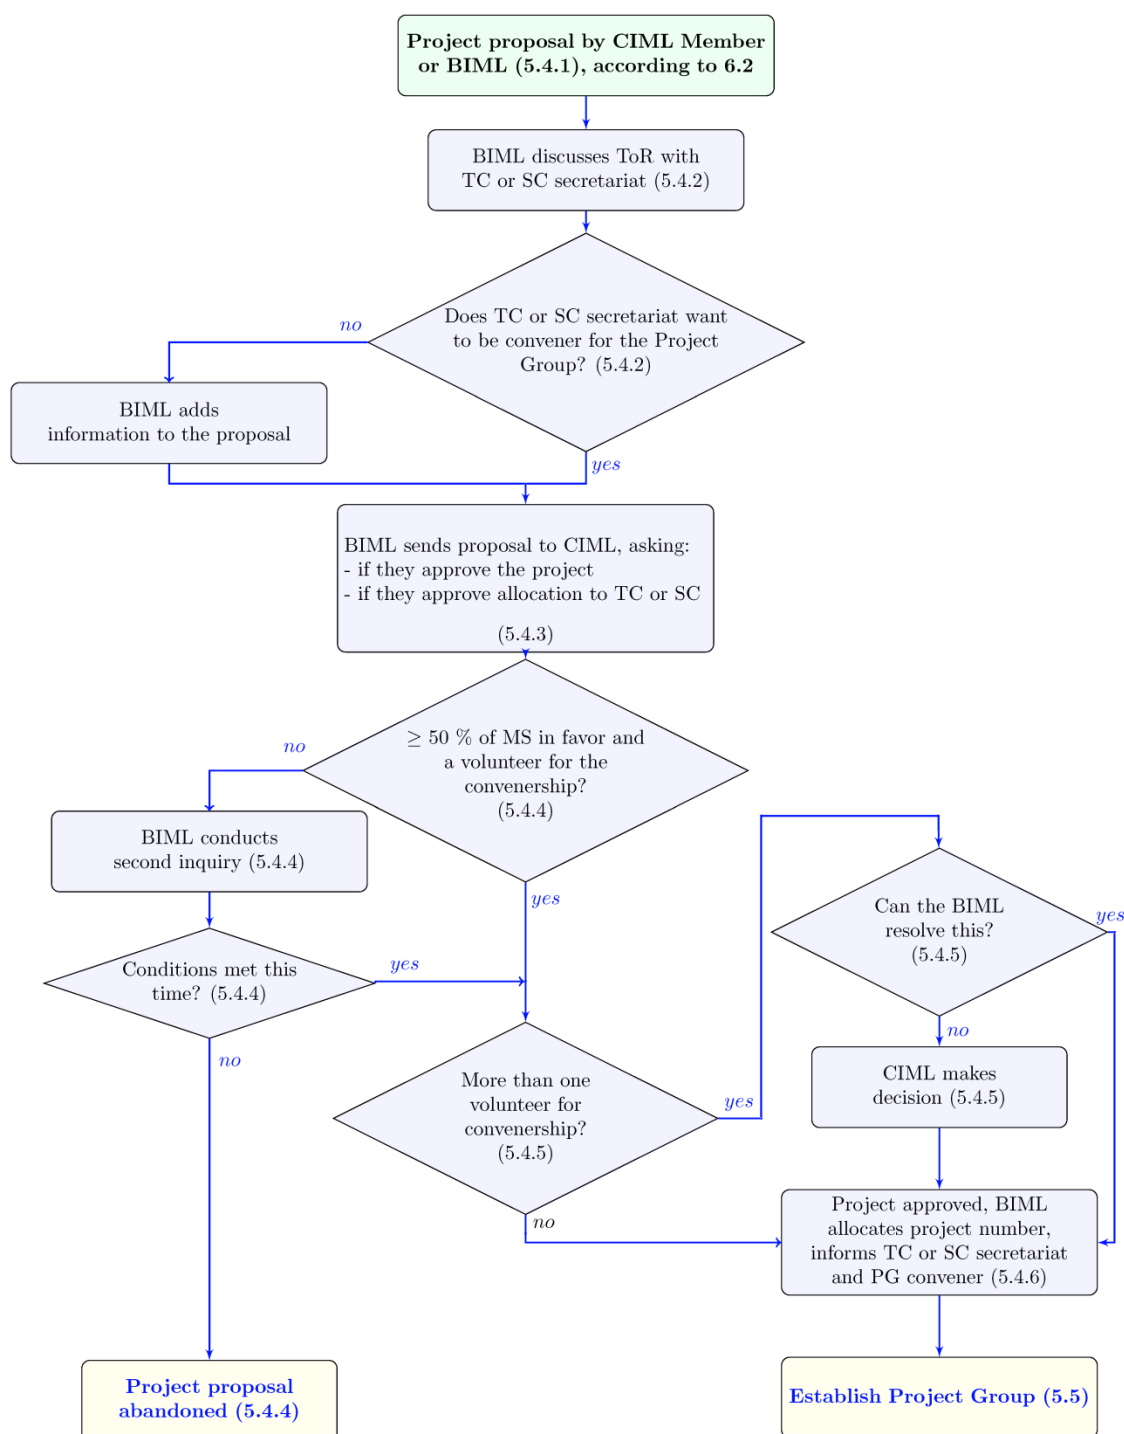 Project proposal by CIML Member
or BIML (5.4.1), according to 6.2
BIML discusses ToR with
TC or SC secretariat (5.4.2)
Does TC or SC secretariat want
to be convener for the Project
Group? (5.4.2)
no
BIML adds
information to the proposal
yes
BIML sends proposal to CIML, asking:
- if they approve the project
- if they approve allocation to TC or SC
(5.4.3)
≥ 50 % of MS in favor and
a volunteer for the
convenership?
(5.4.4)
no
BIML conducts
second inquiry (5.4.4)
yes
Conditions met this
time? (5.4.4)
yes
no
More than one
volunteer for
convenership?
(5.4.5)
yes
no
Can the BIML
resolve this?
(5.4.5)
yes
no
CIML makes
decision (5.4.5)
Project approved, BIML
allocates project number,
informs TC or SC secretariat
and PG convener (5.4.6)
Project proposal
abandoned (5.4.4)
Establish Project Group (5.5)